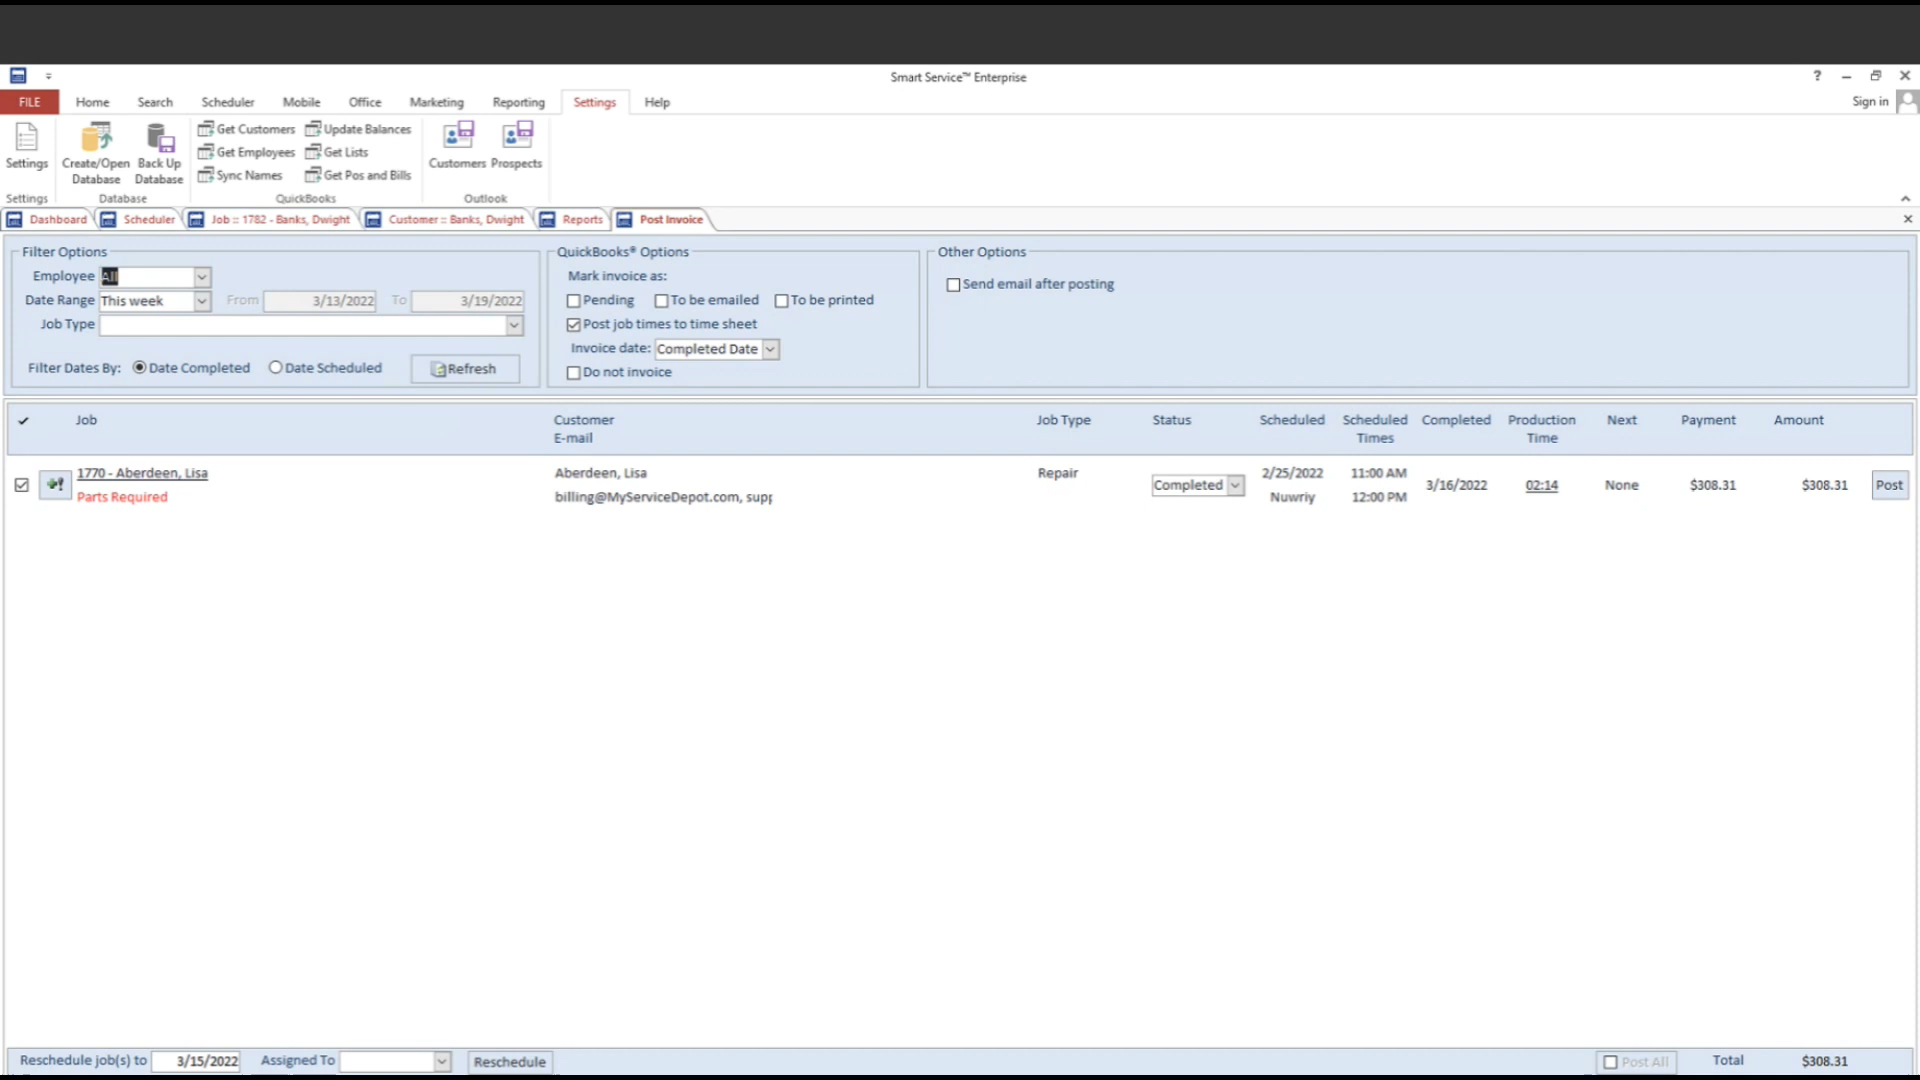 Smart Service™ Enterprise
?
FILE Home Search Scheduler Mobile Office Marketing Reporting Settings Help Sign in
Get Customers Update Balances
Settings Create/Open Database Back Up Database Get Employees Get Lists Customers Prospects
Sync Names Get Pos and Bills
Settings Database QuickBooks Outlook
Dashboard Scheduler Job :: 1782 - Banks, Dwight Customer :: Banks, Dwight Reports Post Invoice
Filter Options
Employee All
Date Range This week From 3/13/2022 To 3/19/2022
Job Type
Filter Dates By: Date Completed Date Scheduled Refresh
QuickBooks® Options
Mark invoice as:
Pending To be emailed To be printed
Post job times to time sheet
Invoice date: Completed Date
Do not invoice
Other Options
Send email after posting
Job Customer Job Type Status Scheduled Scheduled Completed Production Next Payment Amount
E-mail Times Time
1770 - Aberdeen, Lisa Aberdeen, Lisa Repair 2/25/2022 11:00 AM
Completed 3/16/2022 02:14 None $308.31 $308.31 Post
Parts Required billing@MyServiceDepot.com, supp Nuwriy 12:00 PM
Reschedule job(s) to 3/15/2022 Assigned To Reschedule Post All Total $308.31